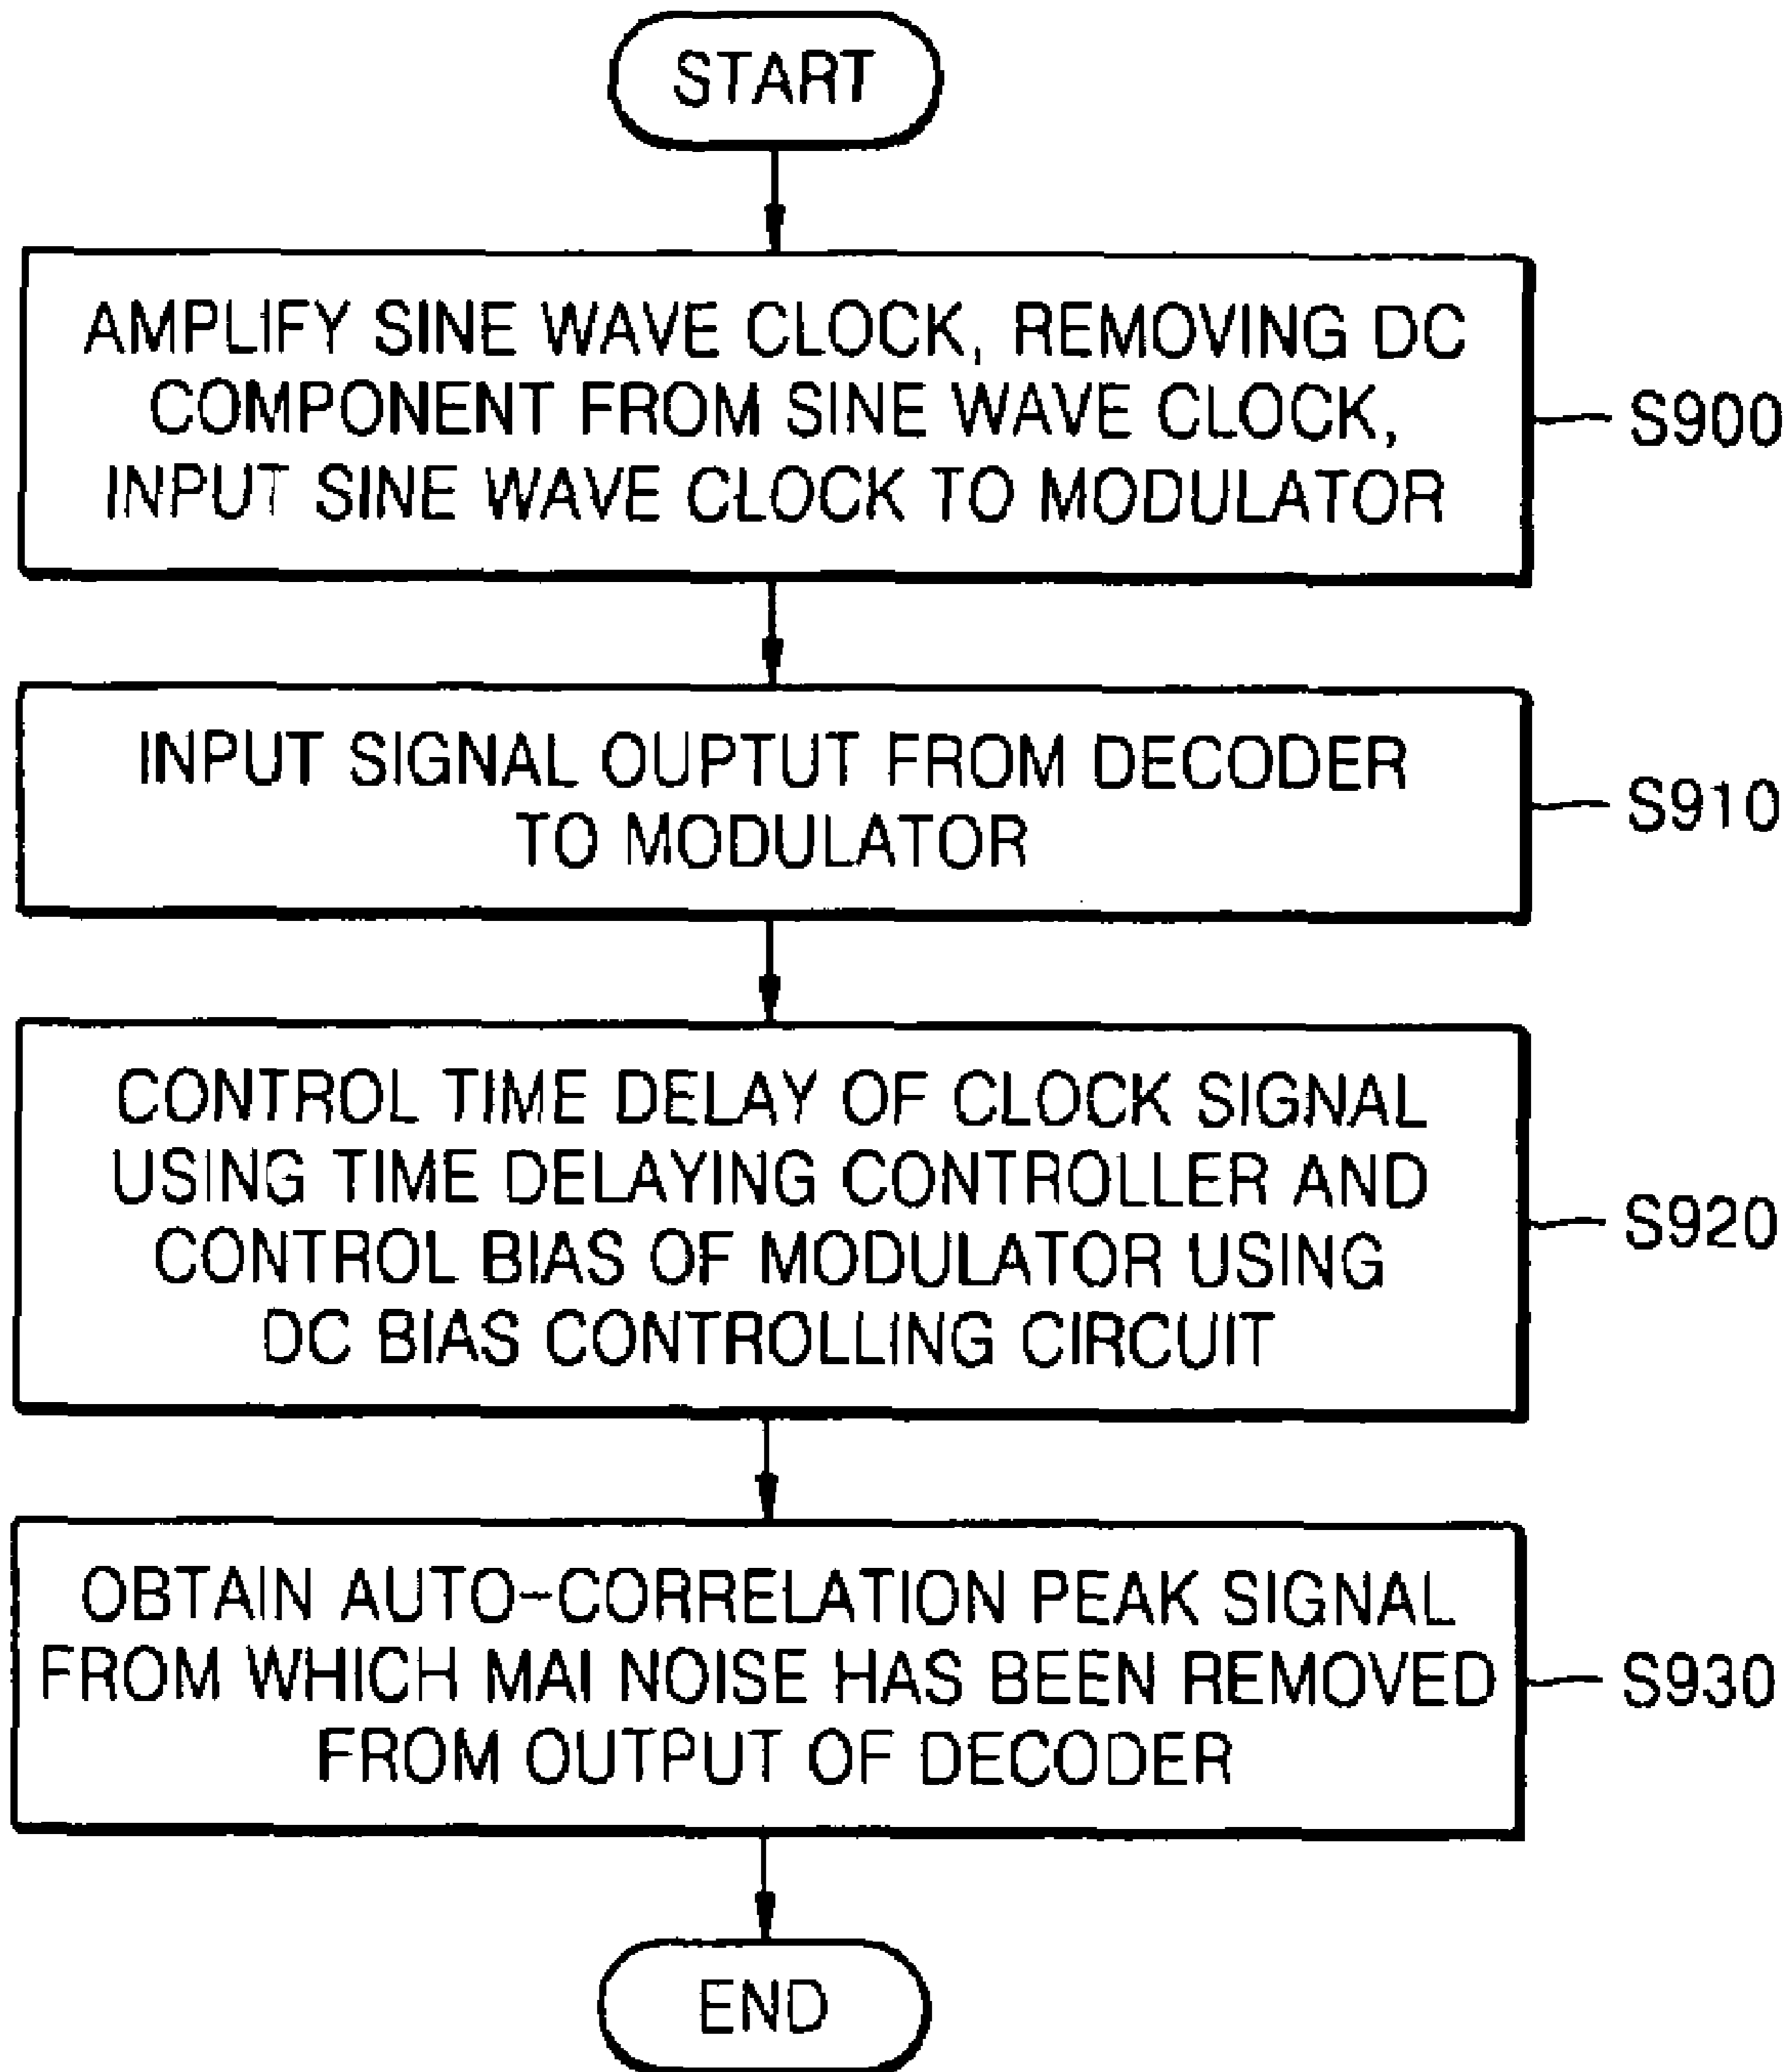 START
AMPLIFY SINE WAVE CLOCK, REMOVING DC
COMPONENT FROM SINE WAVE CLOCK,
INPUT SINE WAVE CLOCK TO MODULATOR
S900
INPUT SIGNAL OUPTUT FROM DECODER
TO MODULATOR
S910
CONTROL TIME DELAY OF CLOCK SIGNAL
USING TIME DELAYING CONTROLLER AND
CONTROL BIAS OF MODULATOR USING
DC BIAS CONTROLLING CIRCUIT
S920
OBTAIN AUTO-CORRELATION PEAK SIGNAL
FROM WHICH MAI NOISE HAS BEEN REMOVED
FROM OUTPUT OF DECODER
S930
END